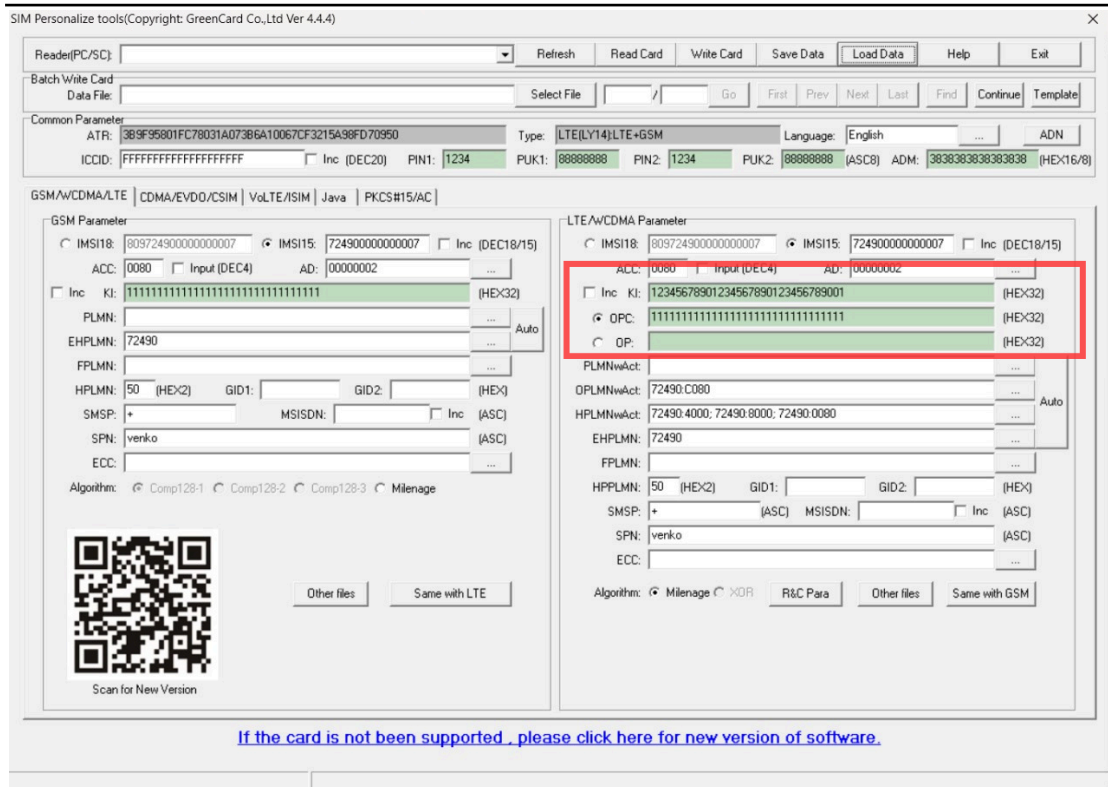 SIM Personalize tools(Copyright: GreenCard Co.,Ltd Ver 4.4.4)
Reader(PC/SC): Refresh Read Card Write Card Save Data Load Data Help Exit
Batch Write Card
Data File: Select File / Go First Prev Next Last Find Continue Template
Common Parameter
ATR: 3B9F95801FC78031A073B6A10067CF3215A98FD70950 Type: LTE(LY14):LTE+GSM Language: English ... ADN
ICCID: FFFFFFFFFFFFFFFFFFFF Inc (DEC20) PIN1: 1234 PUK1: 88888888 PIN2: 1234 PUK2: 88888888 (ASC8) ADM: 3838383838383838 (HEX16/8)
GSM/WCDMA/LTE CDMA/EVDO/CSIM VoLTE/ISIM Java PKCS#15/AC
GSM Parameter
IMSI18: 809724900000000007 IMSI15: 724900000000007 Inc (DEC18/15)
ACC: 0080 Input (DEC4) AD: 00000002 ...
Inc KI: 11111111111111111111111111111111 (HEX32)
PLMN: ...
Auto
EHPLMN: 72490 ...
FPLMN: ...
HPLMN: 50 (HEX2) GID1: GID2: (HEX)
SMSP: + MSISDN: Inc (ASC)
SPN: venko (ASC)
ECC: ...
Algorithm: Comp128-1 Comp128-2 Comp128-3 Milenage
Other files Same with LTE
Scan for New Version
LTE/WCDMA Parameter
IMSI18: 809724900000000007 IMSI15: 724900000000007 Inc (DEC18/15)
ACC: 0080 Input (DEC4) AD: 00000002 ...
Inc KI: 12345678901234567890123456789001 (HEX32)
OPC: 11111111111111111111111111111111 (HEX32)
OP: (HEX32)
PLMNwAct: ...
OPLMNwAct: 72490:C080 ...
Auto
HPLMNwAct: 72490:4000; 72490:8000; 72490:0080 ...
EHPLMN: 72490 ...
FPLMN: ...
HPPLMN: 50 (HEX2) GID1: GID2: (HEX)
SMSP: + (ASC) MSISDN: Inc (ASC)
SPN: venko (ASC)
ECC: ...
Algorithm: Milenage XOR R&C Para Other files Same with GSM
If the card is not been supported , please click here for new version of software.